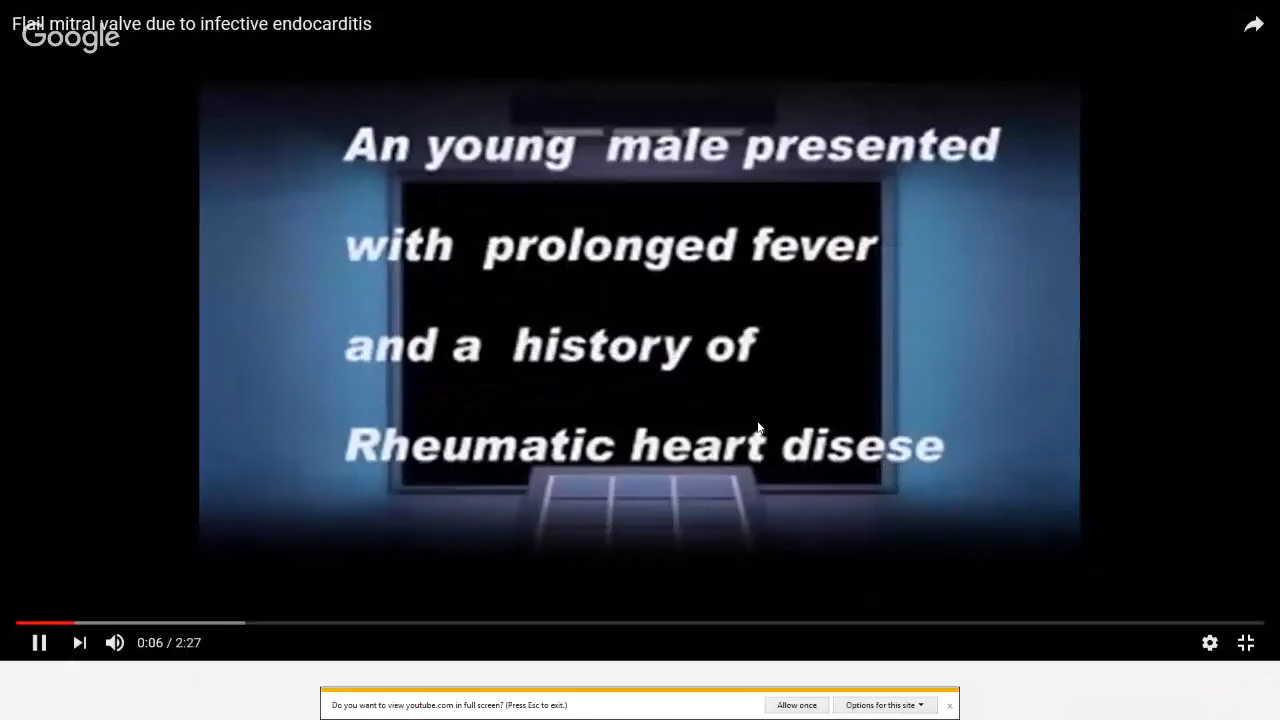 Flail mitral valve due to infective endocarditis
Google
An young male presented
with prolonged fever
and a history of
Rheumatic heart disese
0:06 / 2:27
Do you want to view youtube.com in full screen? (Press Esc to exit.)
Allow once
Options for this site